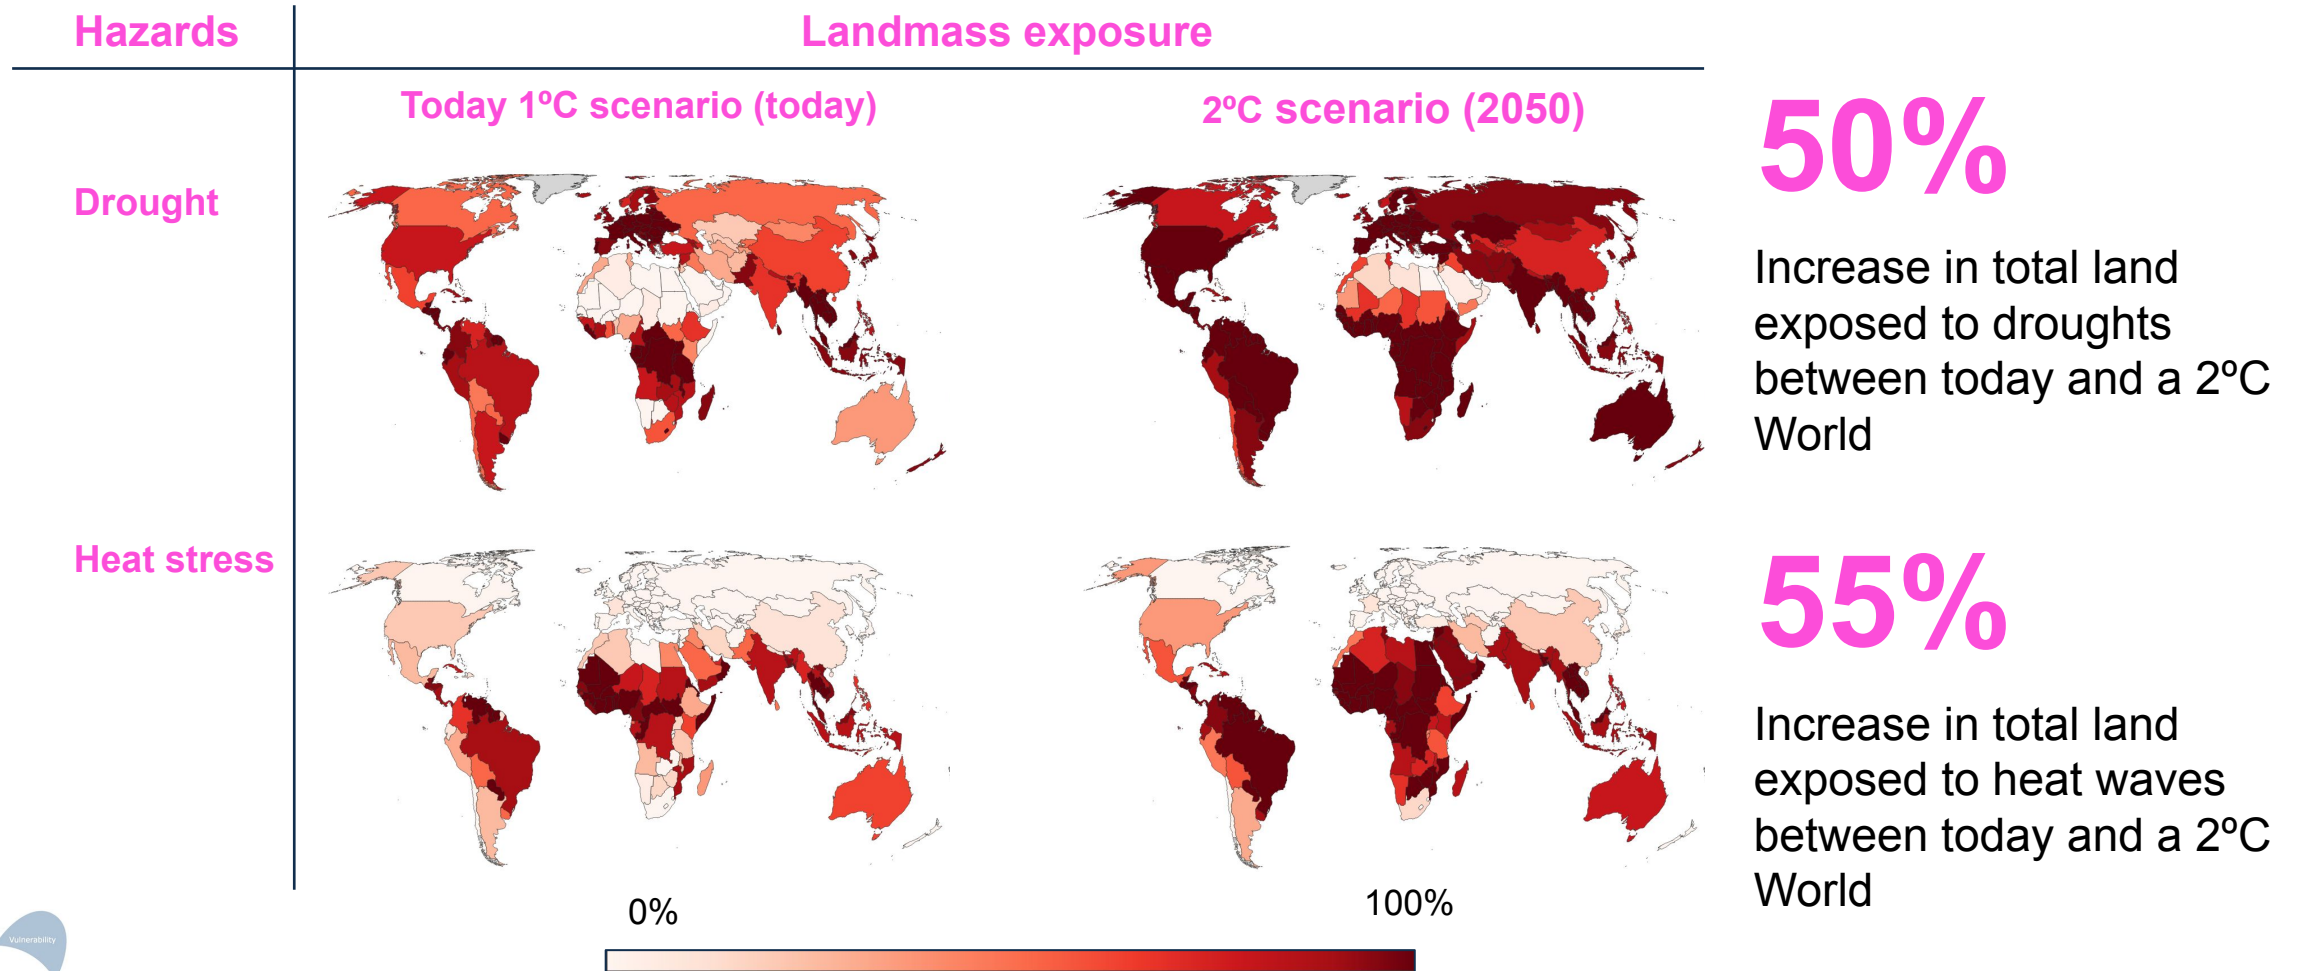 Hazards
Landmass exposure
Today 1ºC scenario (today)
2ºC scenario (2050)
Drought
50%
Increase in total land
exposed to droughts
between today and a 2ºC
World
Heat stress
55%
Increase in total land
exposed to heat waves
between today and a 2ºC
World
0%
100%
Vulnerability